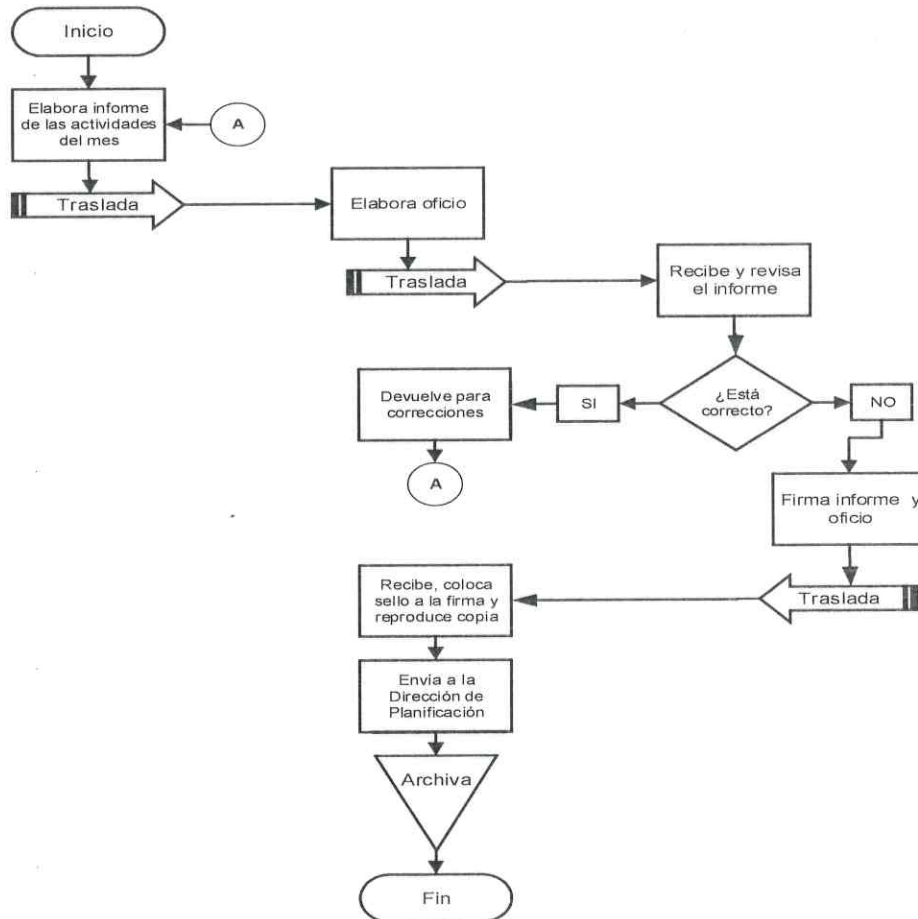 Inicio
Elabora informe
de las actividades
del mes
A
Traslada
Elabora oficio
Traslada
Recibe y revisa
el informe
¿Está
correcto?
SI
NO
Devuelve para
correcciones
A
Firma informe y
oficio
Traslada
Recibe, coloca
sello a la firma y
reproduce copia
Envía a la
Dirección de
Planificación
Archiva
Fin